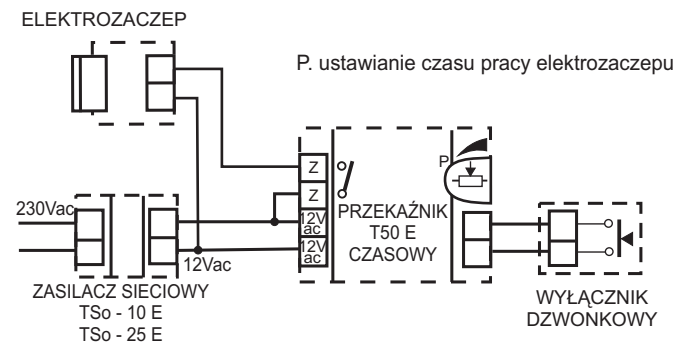 ELEKTROZACZEP
P. ustawianie czasu pracy elektrozaczepu
P
Z
Z
12V
ac
12V
ac
PRZEKAŹNIK
T50 E
CZASOWY
230Vac
12Vac
ZASILACZ SIECIOWY
TSo - 10 E
TSo - 25 E
WYŁĄCZNIK
DZWONKOWY